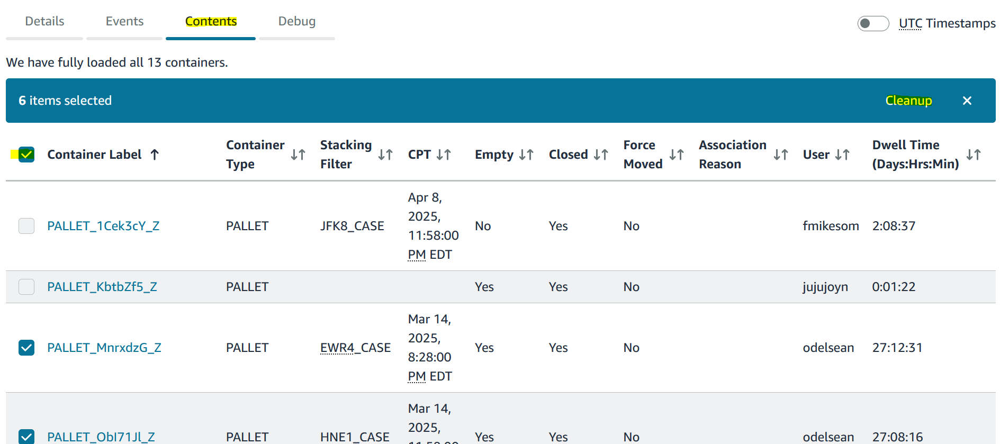 Details Events Contents Debug
UTC Timestamps
We have fully loaded all 13 containers.
6 items selected Cleanup
Container Label Container Type Stacking Filter CPT Empty Closed Force Moved Association Reason User Dwell Time (Days:Hrs:Min)
PALLET_1Cek3cY_Z PALLET JFK8_CASE Apr 8, 2025, 11:58:00 PM EDT No Yes No fmikesom 2:08:37
PALLET_KbtbZf5_Z PALLET Yes Yes No jujujoyn 0:01:22
PALLET_MnrxdzG_Z PALLET EWR4_CASE Mar 14, 2025, 8:28:00 PM EDT Yes Yes No odelsean 27:12:31
PALLET_ObI71Jl_Z PALLET HNE1_CASE Mar 14, 2025, Yes Yes No odelsean 27:08:16